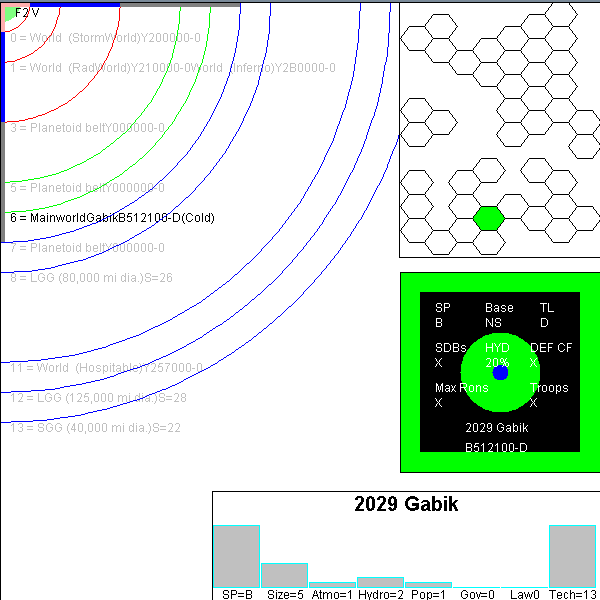 F2 V
0 = World  (StormWorld)Y200000-0
1 = World  (RadWorld)Y210000-0World  (Inferno)Y2B0000-0
3 = Planetoid beltY000000-0
5 = Planetoid beltY000000-0
6 = MainworldGabikB512100-D(Cold)
7 = Planetoid beltY000000-0
8 = LGG (80,000 mi dia.)S=26
11 = World  (Hospitable)Y257000-0
12 = LGG (125,000 mi dia.)S=28
13 = SGG (40,000 mi dia.)S=22
SP Base TL
B NS D
SDBs HYD DEF CF
X 20% X
Max Pons Troops
X X
2029 Gabik
B512100-D
2029 Gabik
SP=B Size=5 Atmo=1 Hydro=2 Pop=1 Gov=0 Law0 Tech=13